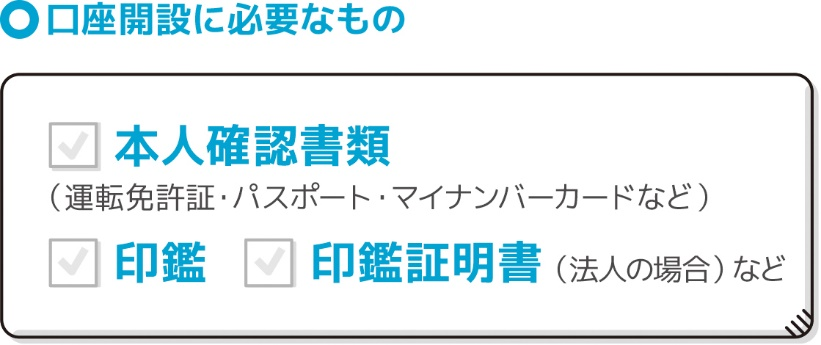 口座開設に必要なもの
本人確認書類
（運転免許証・パスポート・マイナンバーカードなど）
印鑑 印鑑証明書（法人の場合）など